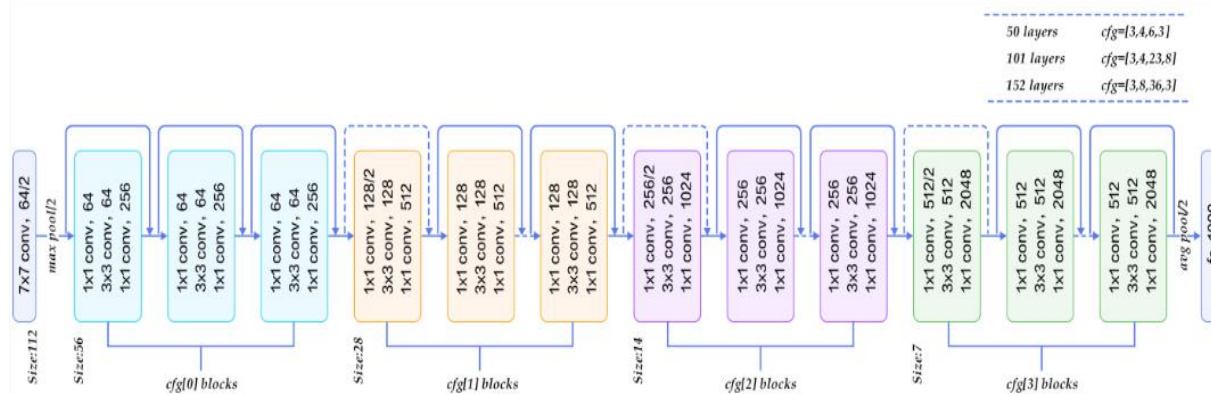 50 layers cfg=[3,4,6,3]
101 layers cfg=[3,4,23,8]
152 layers cfg=[3,8,36,3]
7×7 conv, 64/2
max pool/2
1x1 conv, 64
3x3 conv, 64
1x1 conv, 256
1x1 conv, 64
3x3 conv, 64
1x1 conv, 256
1x1 conv, 64
3x3 conv, 64
1x1 conv, 256
1x1 conv, 128/2
3x3 conv, 128
1x1 conv, 512
1x1 conv, 128
3x3 conv, 128
1x1 conv, 512
1x1 conv, 128
3x3 conv, 128
1x1 conv, 512
1x1 conv, 256/2
3x3 conv, 256
1x1 conv, 1024
1x1 conv, 256
3x3 conv, 256
1x1 conv, 1024
1x1 conv, 256
3x3 conv, 256
1x1 conv, 1024
1x1 conv, 512/2
3x3 conv, 512
1x1 conv, 2048
1x1 conv, 512
3x3 conv, 512
1x1 conv, 2048
1x1 conv, 512
3x3 conv, 512
1x1 conv, 2048
avg pool/2
Size:112
Size:56
cfg[0] blocks
Size:28
cfg[1] blocks
Size:14
cfg[2] blocks
Size:7
cfg[3] blocks